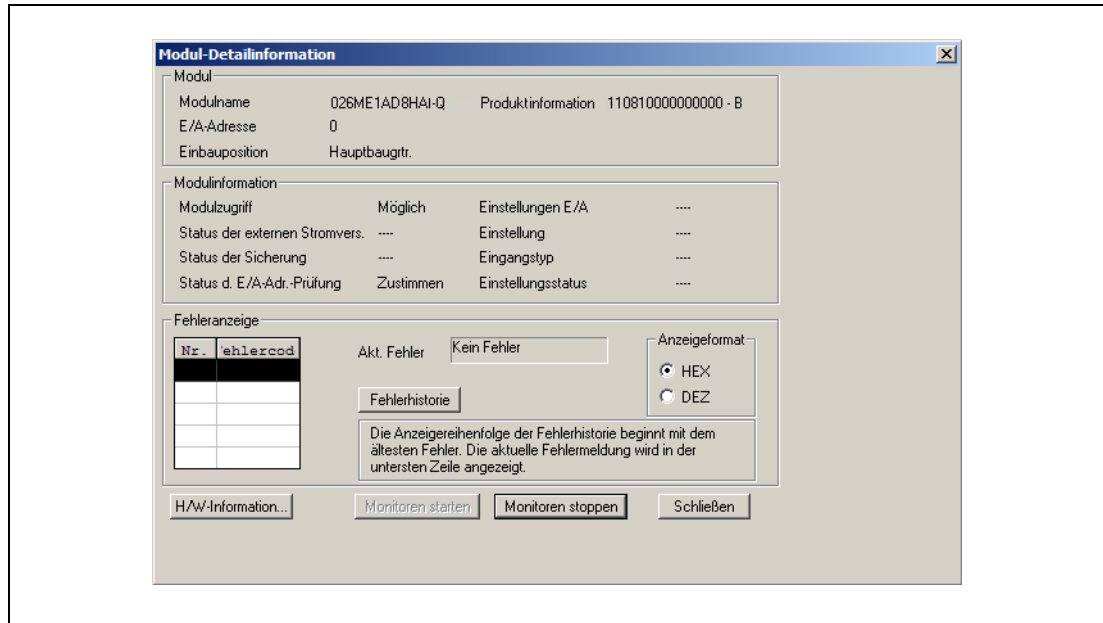 Modul-Detailinformation
Modul
Modulname 026ME1AD8HAI-Q Produktinformation 110810000000000 - B
E/A-Adresse 0
Einbauposition Hauptbaugrtr.
Modulinformation
Modulzugriff Möglich Einstellungen E/A ----
Status der externen Stromvers. ---- Einstellung ----
Status der Sicherung ---- Eingangstyp ----
Status d. E/A-Adr.-Prüfung Zustimmen Einstellungsstatus ----
Fehleranzeige
Nr. ehlercod
Akt. Fehler Kein Fehler
Anzeigeformat
HEX
DEZ
Fehlerhistorie
Die Anzeigereihenfolge der Fehlerhistorie beginnt mit dem
ältesten Fehler. Die aktuelle Fehlermeldung wird in der
untersten Zeile angezeigt.
H/W-Information... Monitoren starten Monitoren stoppen Schließen